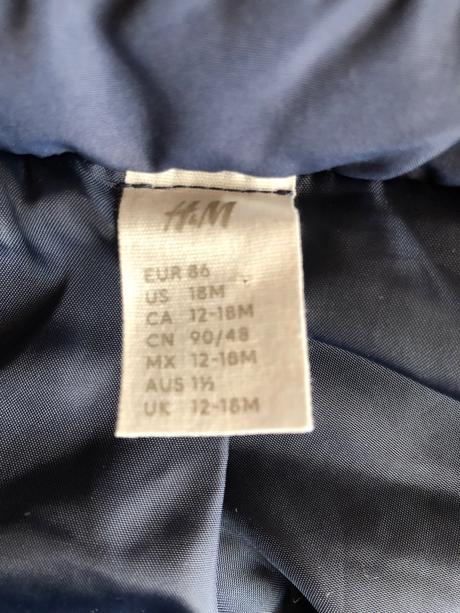 H&M
EUR 86
US 18M
CA 12-18M
CN 90/48
MX 12-18M
AUS 1½
UK 12-18M